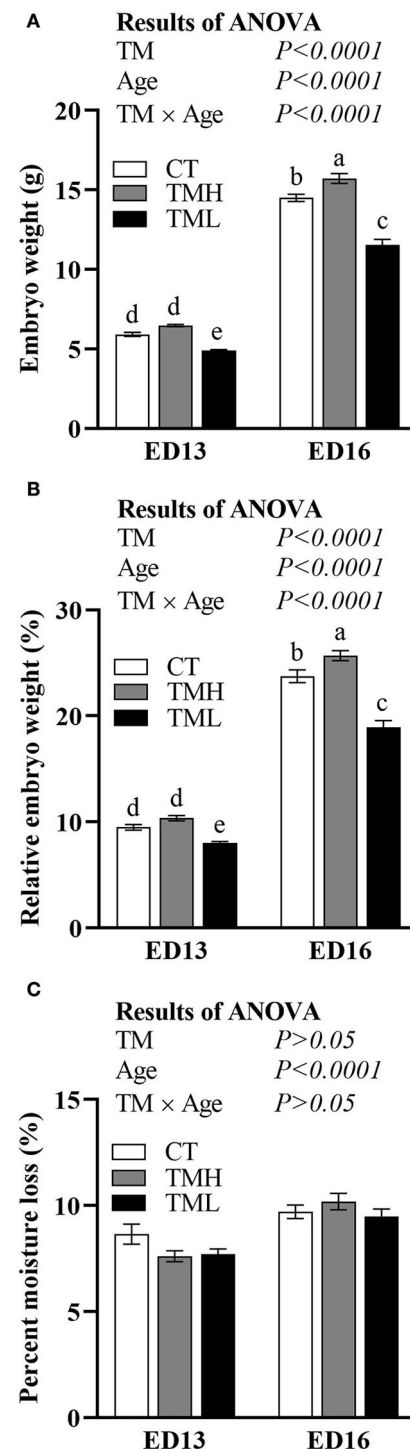 A
Results of ANOVA
TM P<0.0001
Age P<0.0001
TM × Age P<0.0001
Embryo weight (g)
20
15
10
5
0
CT
TMH
TML
d d e
b a c
ED13 ED16
B
Results of ANOVA
TM P<0.0001
Age P<0.0001
TM × Age P<0.0001
Relative embryo weight (%)
30
20
10
0
CT
TMH
TML
d d e
b a c
ED13 ED16
C
Results of ANOVA
TM P>0.05
Age P<0.0001
TM × Age P>0.05
Percent moisture loss (%)
15
10
5
0
CT
TMH
TML
ED13 ED16